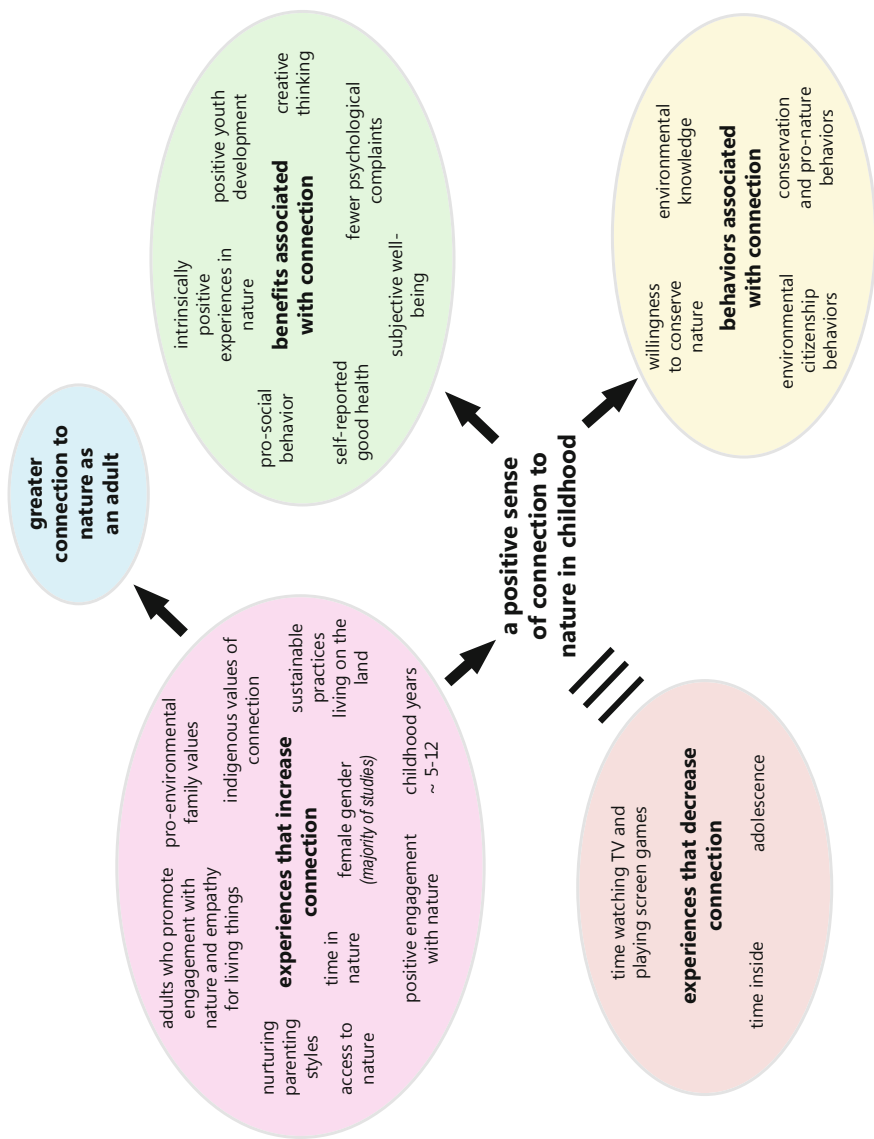 greater
connection to
nature as
an adult
adults who promote
engagement with
nature and empathy
for living things
pro-environmental
family values
indigenous values of
connection
nurturing
parenting
styles
experiences that increase
connection
sustainable
practices
living on the
land
access to
nature
time in
nature
female gender
(majority of studies)
positive engagement
with nature
childhood years
~ 5-12
intrinsically
positive
experiences in
nature
positive youth
development
pro-social
behavior
benefits associated
with connection
creative
thinking
self-reported
good health
fewer psychological
complaints
subjective well-
being
a positive sense
of connection to
nature in childhood
time watching TV and
playing screen games
experiences that decrease
connection
time inside
adolescence
willingness
to conserve
nature
environmental
knowledge
behaviors associated
with connection
environmental
citizenship
behaviors
conservation
and pro-nature
behaviors